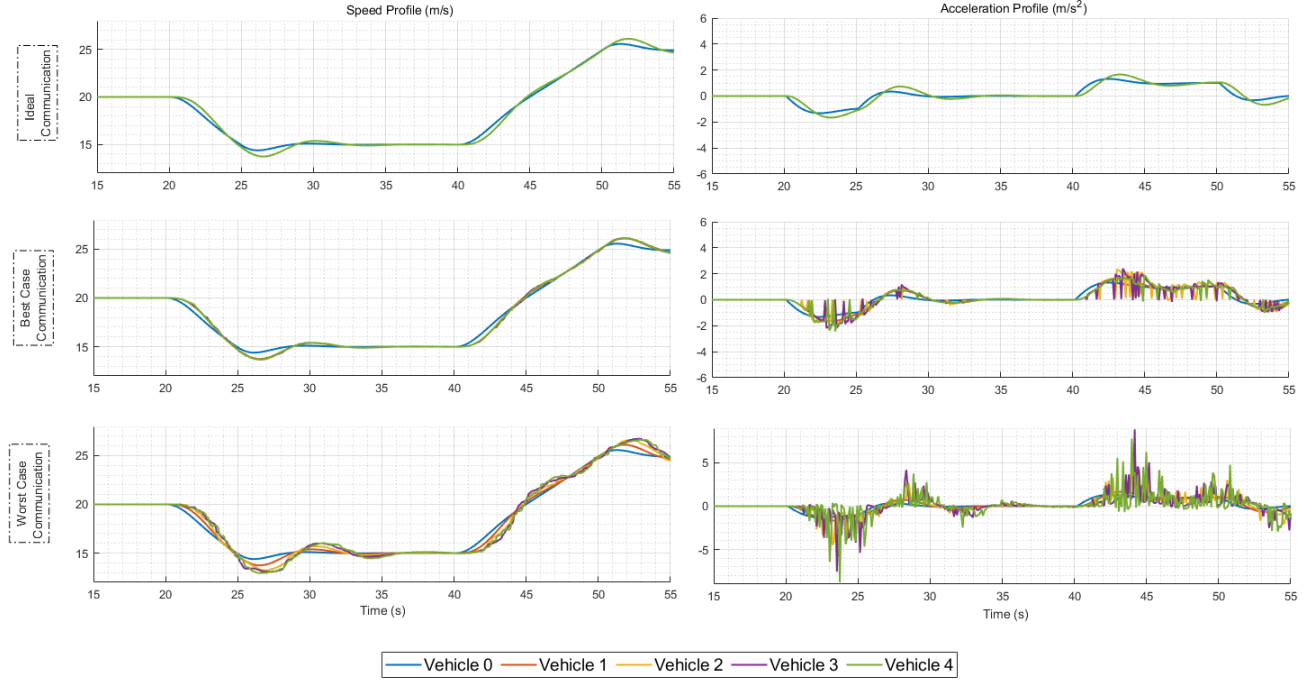 Speed Profile (m/s)
Acceleration Profile (m/s²)
Ideal
Communication
25
20
15
15 20 25 30 35 40 45 50 55
6
4
2
0
-2
-4
-6
15 20 25 30 35 40 45 50 55
Best Case
Communication
25
20
15
15 20 25 30 35 40 45 50 55
6
4
2
0
-2
-4
-6
15 20 25 30 35 40 45 50 55
Worst Case
Communication
25
20
15
15 20 25 30 35 40 45 50 55
Time (s)
5
0
-5
15 20 25 30 35 40 45 50 55
Time (s)
Vehicle 0 Vehicle 1 Vehicle 2 Vehicle 3 Vehicle 4